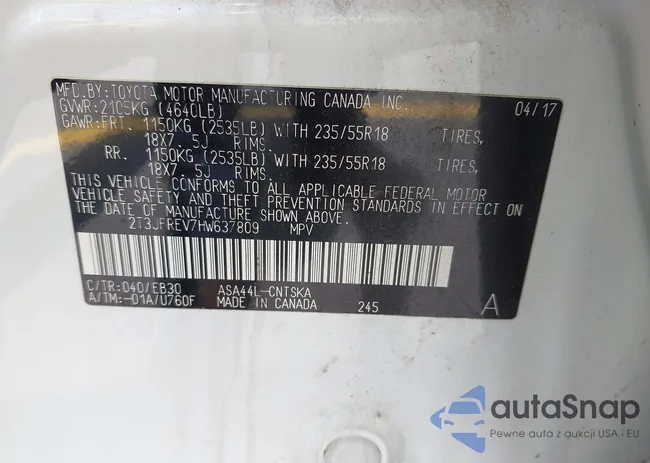 MFD.BY:TOYOTA MOTOR MANUFACTURING CANADA INC. 04/17
GVWR:2105KG (4640LB)
GAWR:FRT. 1150KG (2535LB) WITH 235/55R18 TIRES,
18X7.5J RIMS.
RR. 1150KG (2535LB) WITH 235/55R18 TIRES,
18X7.5J RIMS.
THIS VEHICLE CONFORMS TO ALL APPLICABLE FEDERAL MOTOR
VEHICLE SAFETY AND THEFT PREVENTION STANDARDS IN EFFECT ON
THE DATE OF MANUFACTURE SHOWN ABOVE.
2T3JFREV7HW637809 MPV
C/TR:040/EB30 ASA44L-CNTSKA
A/TM:-01A/U760F MADE IN CANADA 245 A
autaSnap
Pewne auta z aukcji USA i EU